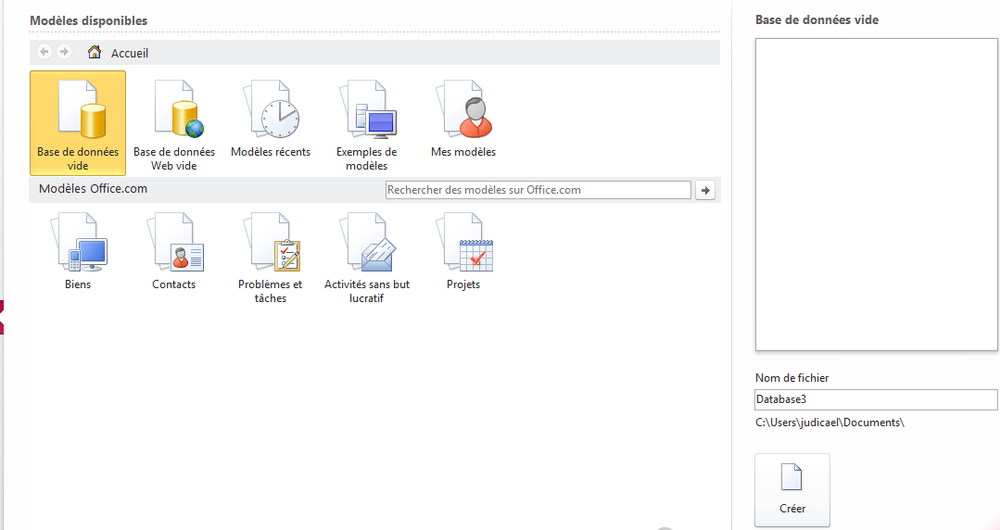 Modèles disponibles
Accueil
Base de données
vide
Base de données
Web vide
Modèles récents
Exemples de
modèles
Mes modèles
Modèles Office.com
Rechercher des modèles sur Office.com
Biens
Contacts
Problèmes et
tâches
Activités sans but
lucratif
Projets
Base de données vide
Nom de fichier
Database3
C:\Users\judicael\Documents\
Créer